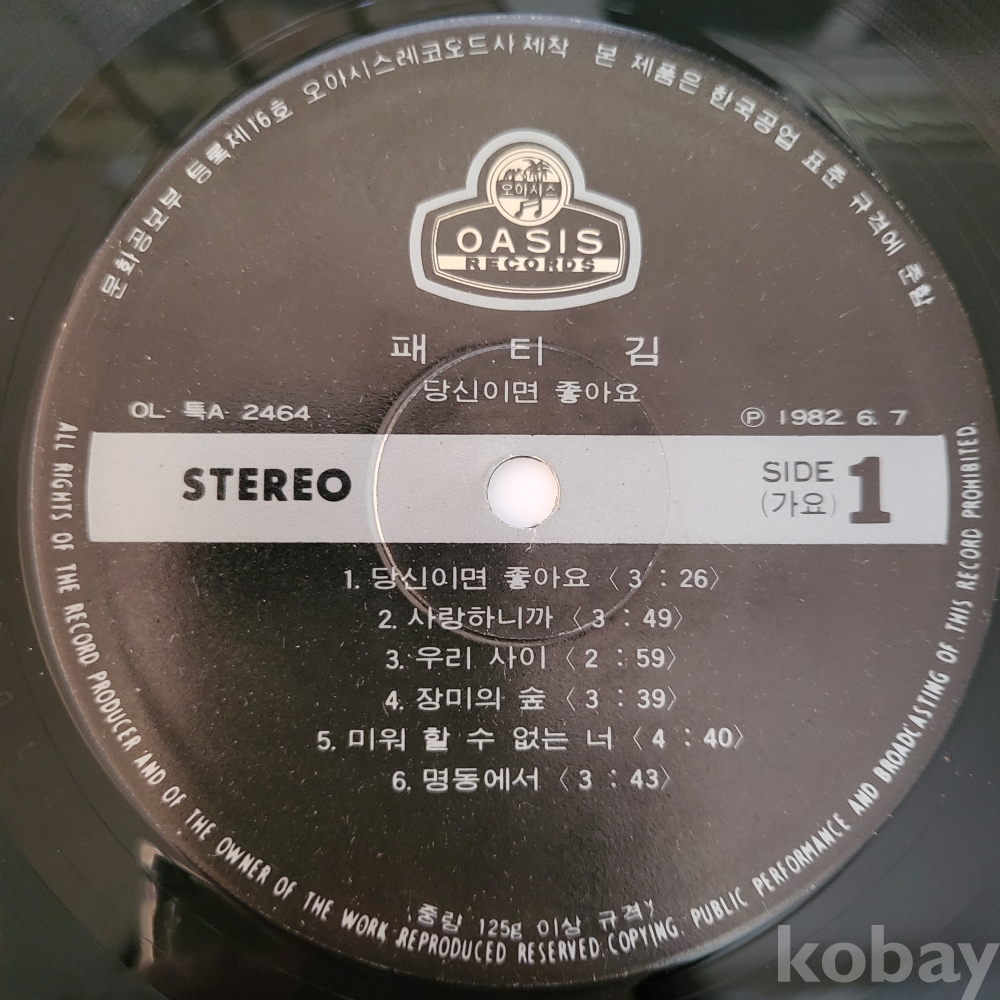 문화공보부 등록제16호 오아시스레코오드사제작 본 제품은 한국공업 표준 규격에 준함
오아시스
OASIS
RECORDS
패 티 김
당신이면 좋아요
OL- 특A- 2464
Ⓟ 1982 6. 7
STEREO
SIDE 1
(가요)
1. 당신이면 좋아요 〈 3 : 26〉
2. 사랑하니까 〈 3 : 49〉
3. 우리 사이 〈 2 : 59〉
4. 장미의 숲 〈 3 : 39〉
5. 미워 할 수 없는 너 〈 4 : 40〉
6. 명동에서 〈 3 : 43〉
〈중량 125g 이상 규격〉
ALL RIGHTS OF THE RECORD PRODUCER AND OF THE OWNER OF THE WORK REPRODUCED RESERVED.COPYING. PUBLIC PERFORMANCE AND BROADCASTING OF THIS RECORD PROHIBITED.
kobay